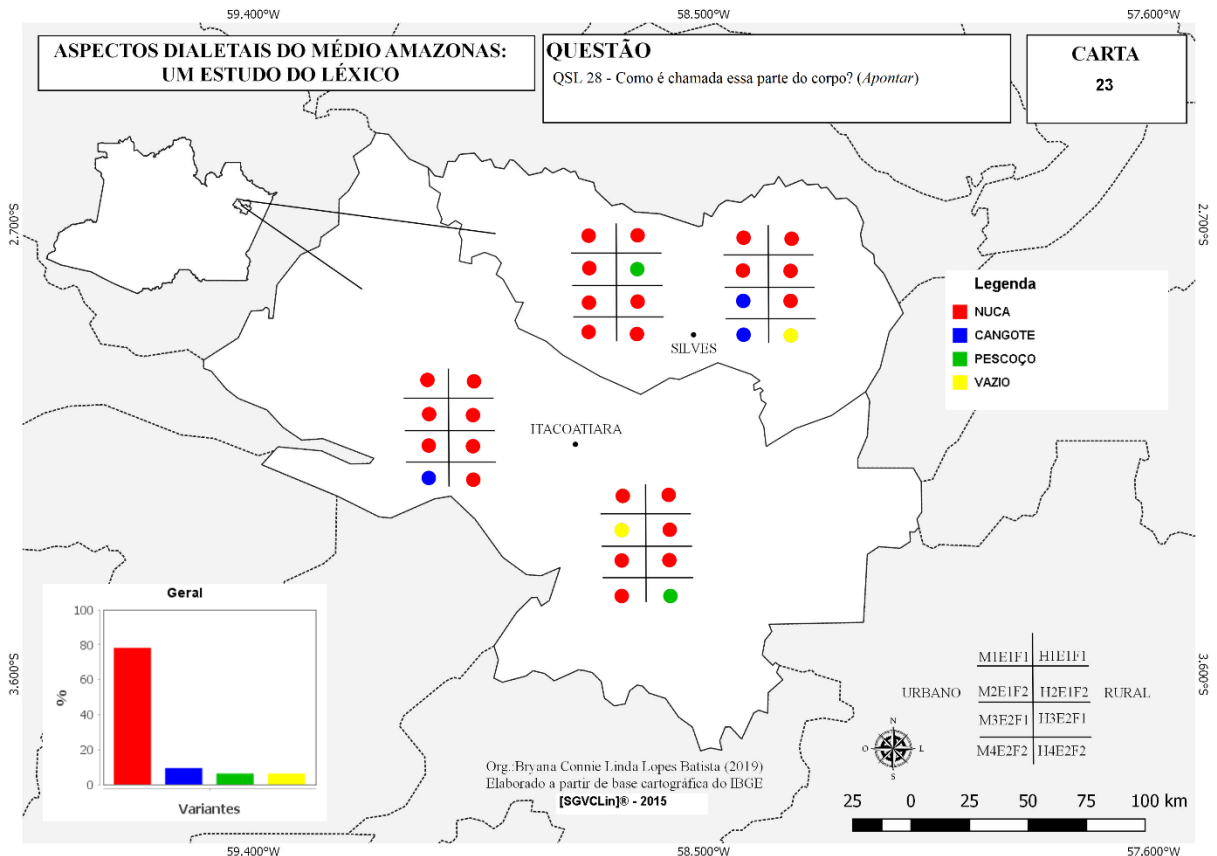 59.400°W
58.500°W
57.600°W
ASPECTOS DIALETAIS DO MÉDIO AMAZONAS:
UM ESTUDO DO LÉXICO
QUESTÃO
QSL 28 - Como é chamada essa parte do corpo? (Apontar)
CARTA
23
2.700°S
2.700°S
Legenda
NUCA
CANGOTE
PESCOÇO
VAZIO
SILVES
ITACOATIARA
Geral
100
80
60
40
20
0
%
Variantes
3.600°S
3.600°S
M1E1F1 H1E1F1
URBANO M2E1F2 H2E1F2 RURAL
M3E2F1 H3E2F1
M4E2F2 H4E2F2
N
O L
S
Org.:Bryana Connie Linda Lopes Batista (2019)
Elaborado a partir de base cartográfica do IBGE
[SGVCLin]® - 2015
25 0 25 50 75 100 km
59.400°W
58.500°W
57.600°W